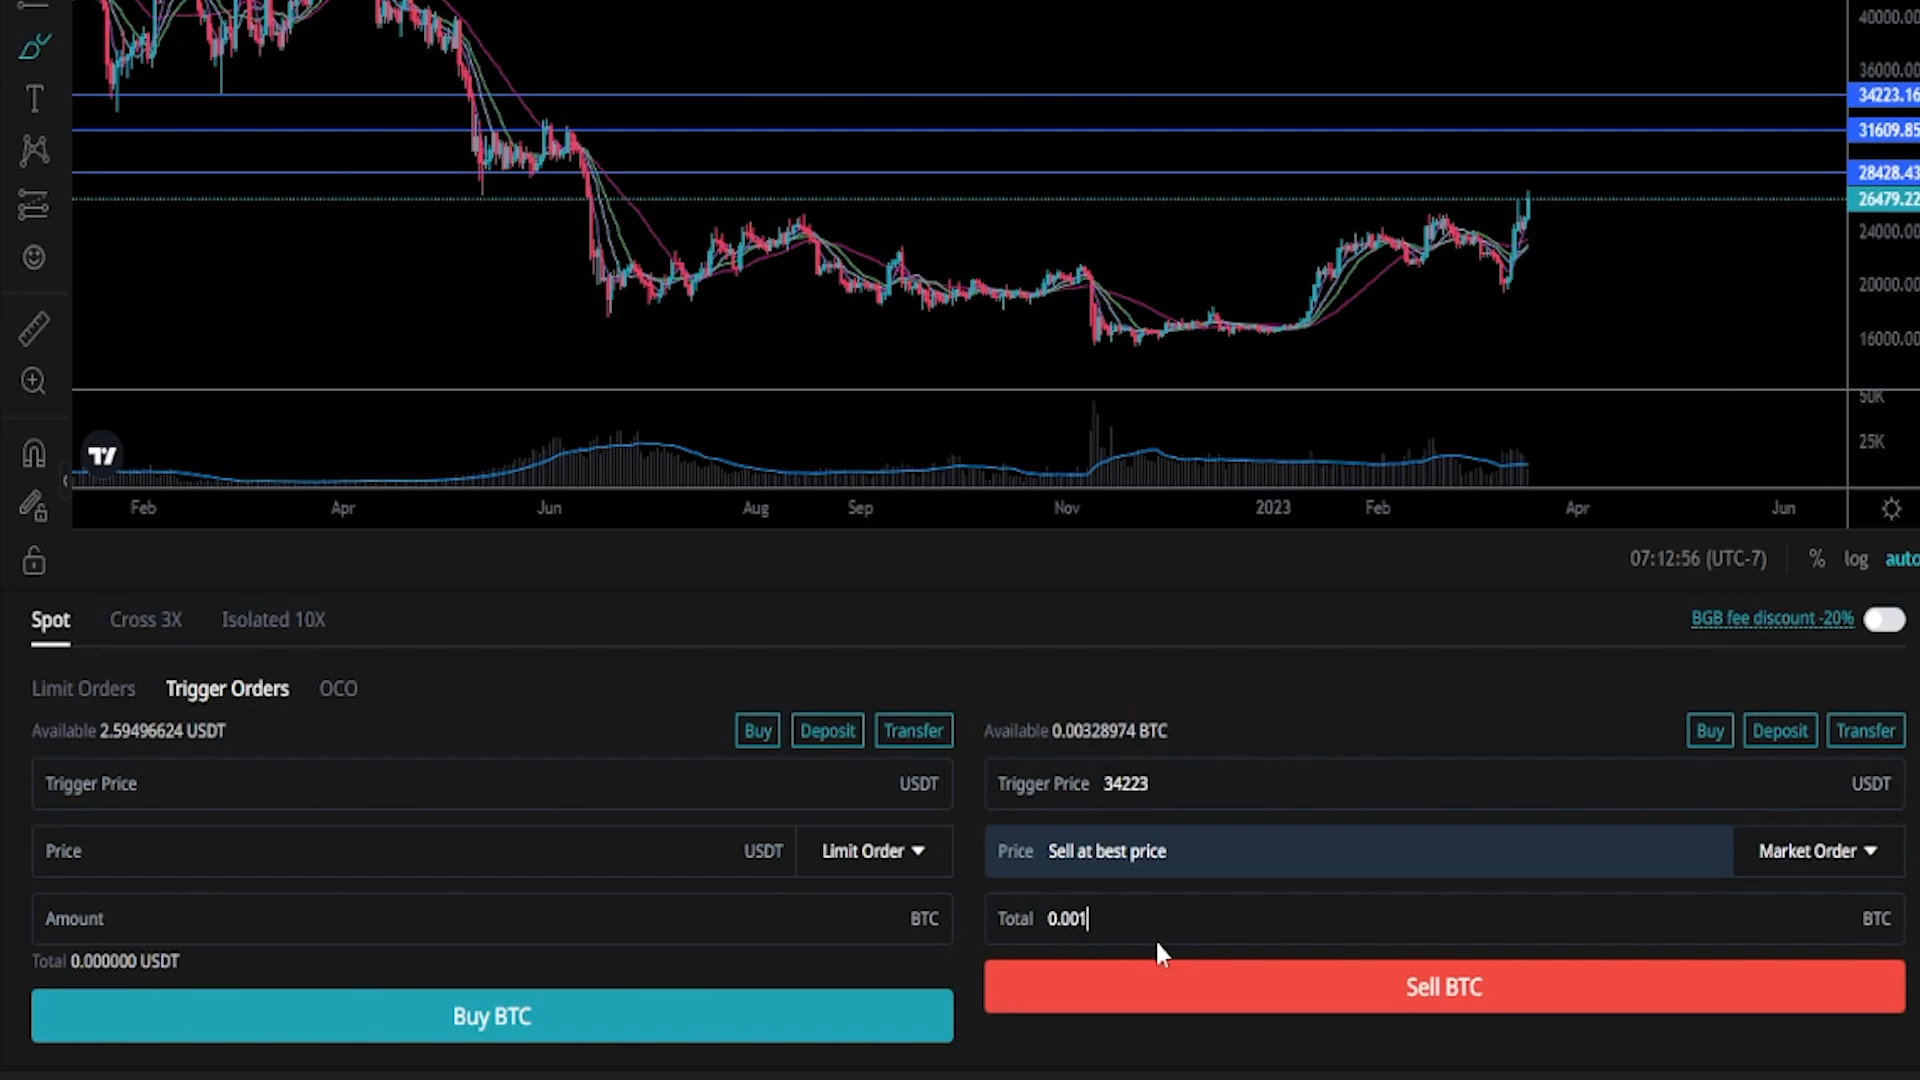 40000.00
36000.00
34223.16
31609.85
28428.43
26479.22
24000.00
20000.00
16000.00
50K
25K
Feb Apr Jun Aug Sep Nov 2023 Feb Apr Jun
07:12:56 (UTC-7) % log auto
Spot Cross 3X Isolated 10X BGB fee discount -20%
Limit Orders Trigger Orders OCO
Available 2.59496624 USDT Buy Deposit Transfer Available 0.00328974 BTC Buy Deposit Transfer
Trigger Price USDT Trigger Price 34223 USDT
Price USDT Limit Order Price Sell at best price Market Order
Amount BTC Total 0.001 BTC
Total 0.000000 USDT
Sell BTC
Buy BTC